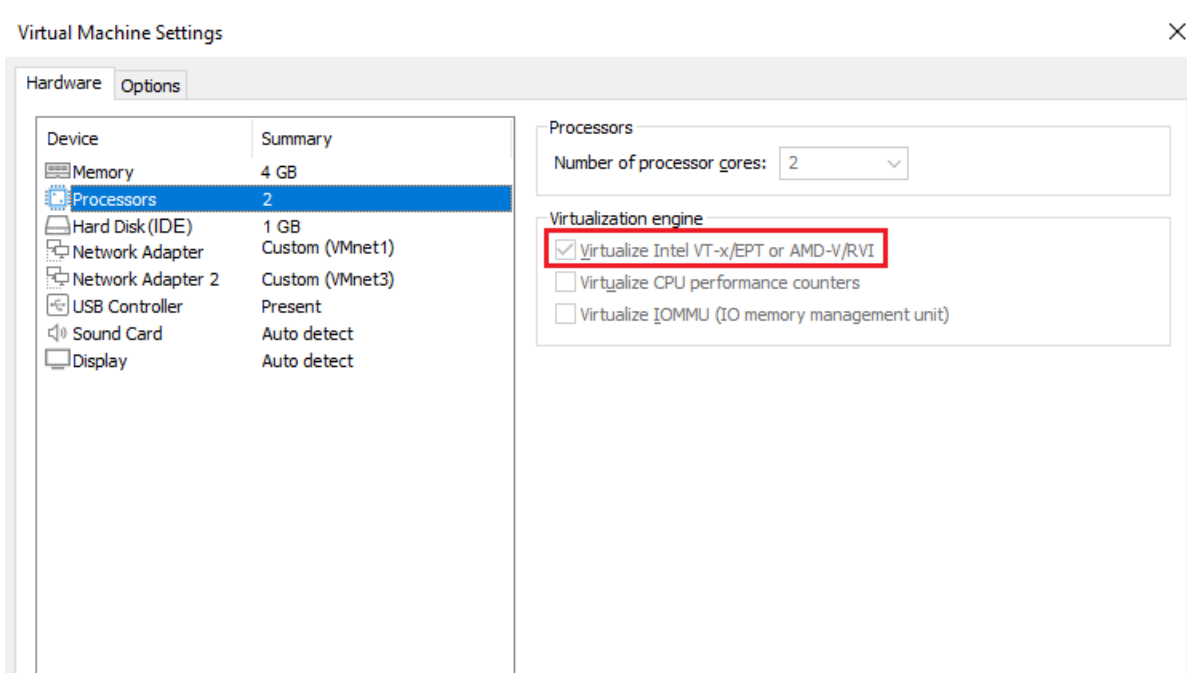 Virtual Machine Settings
Hardware Options
Device Summary
Memory 4 GB
Processors 2
Hard Disk (IDE) 1 GB
Network Adapter Custom (VMnet1)
Network Adapter 2 Custom (VMnet3)
USB Controller Present
Sound Card Auto detect
Display Auto detect
Processors
Number of processor cores: 2
Virtualization engine
Virtualize Intel VT-x/EPT or AMD-V/RVI
Virtualize CPU performance counters
Virtualize IOMMU (IO memory management unit)